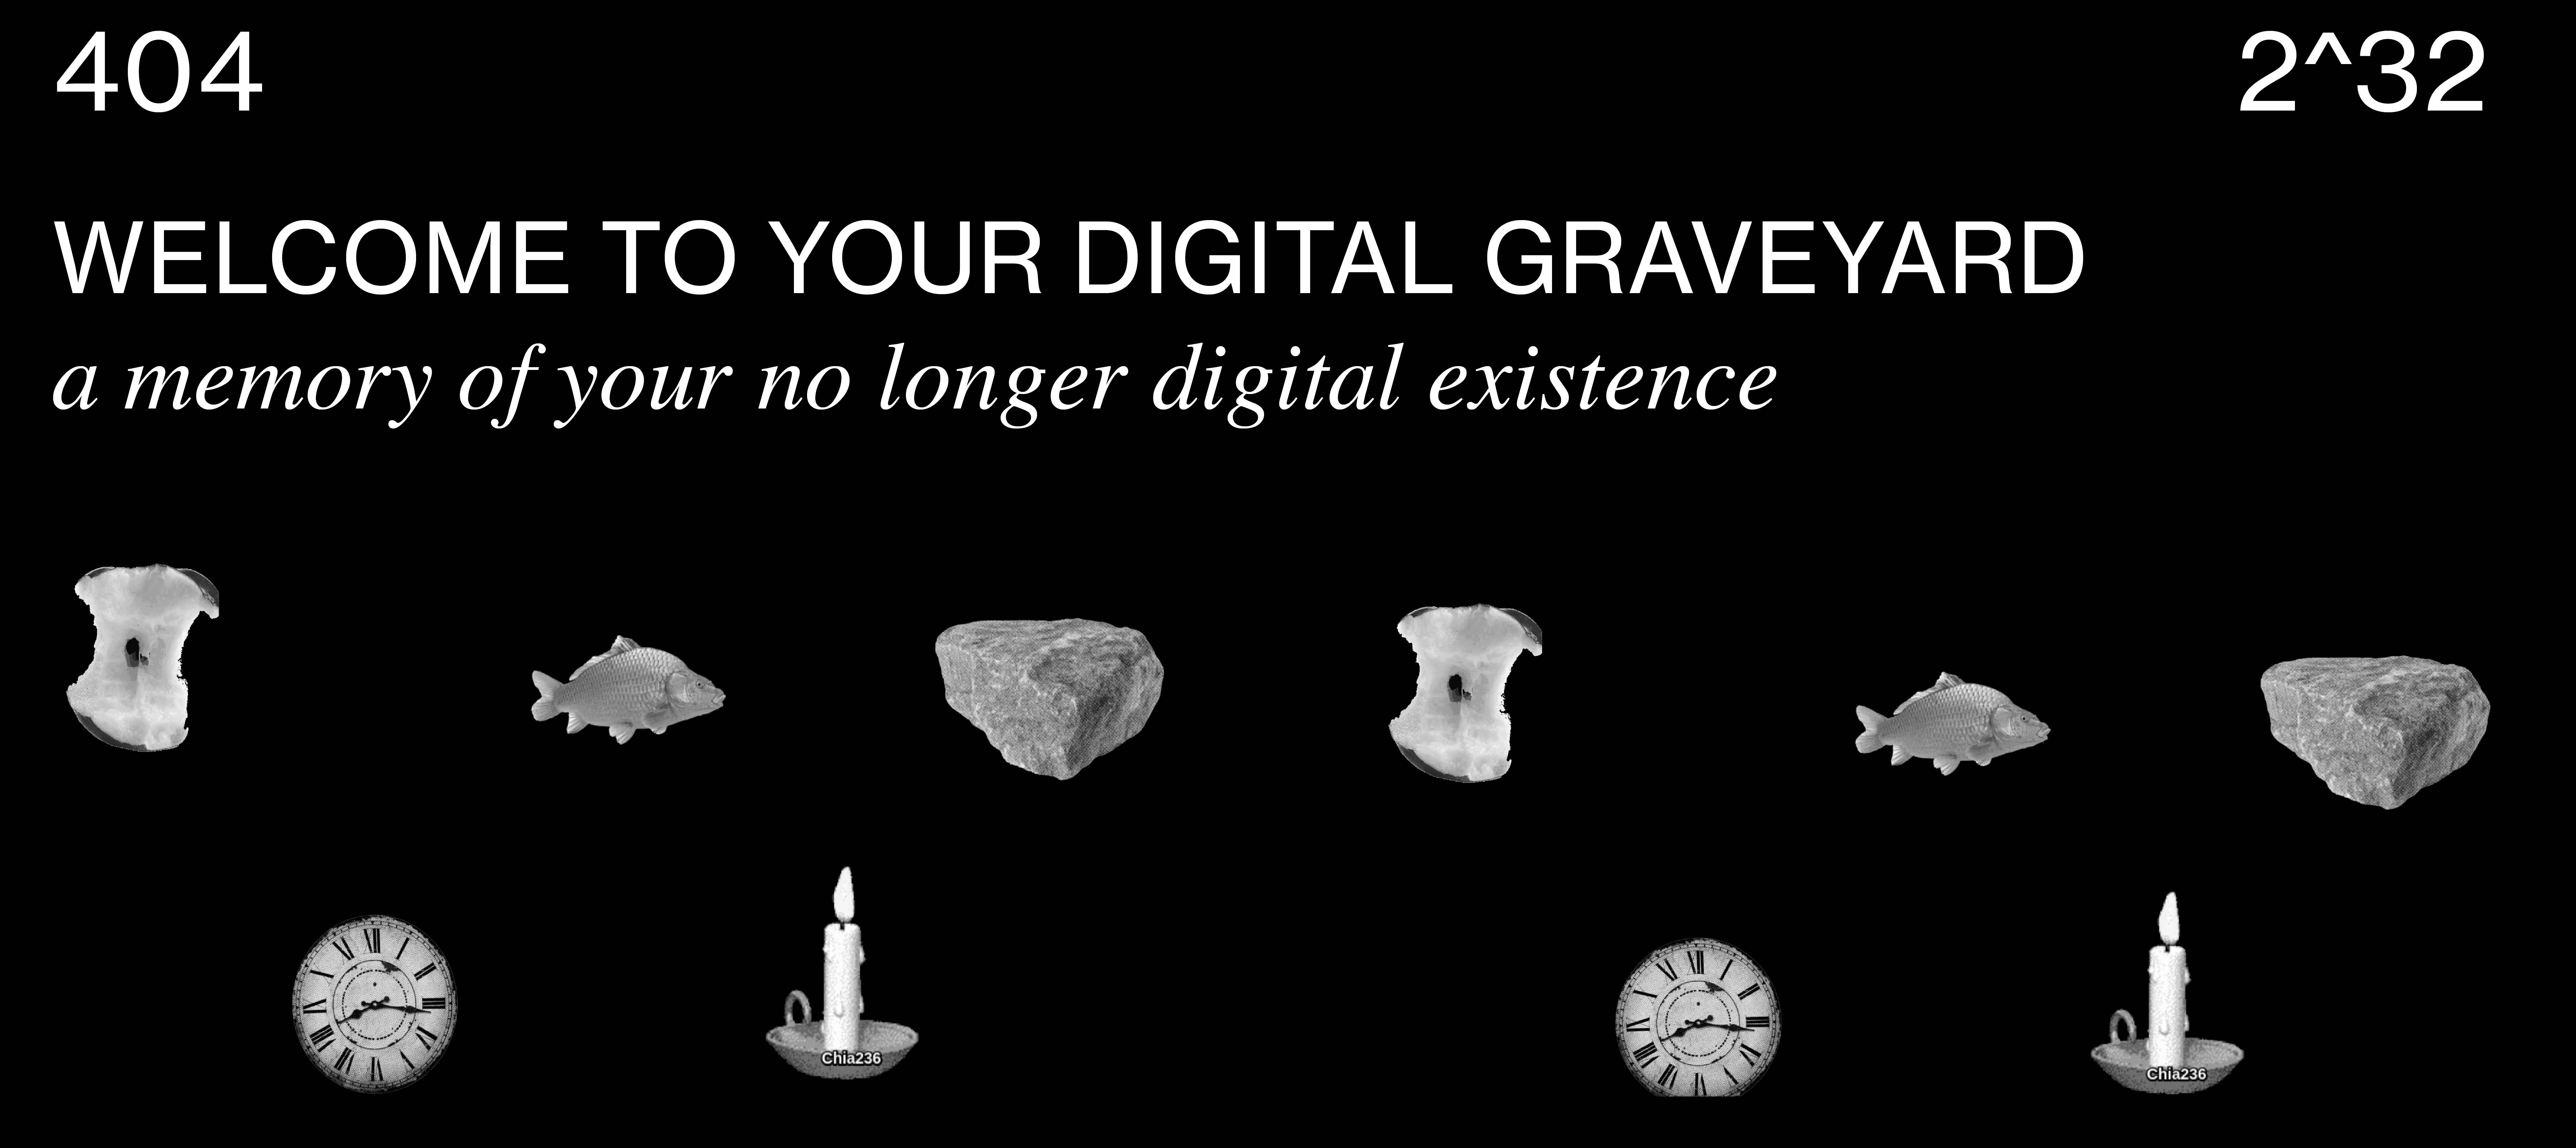 404
2^32
WELCOME TO YOUR DIGITAL GRAVEYARD
a memory of your no longer digital existence
Chia236
Chia236